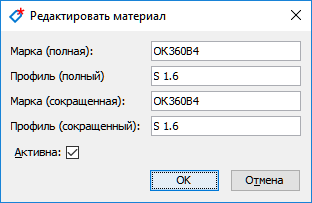 Редактировать материал
Марка (полная): OK360B4
Профиль (полный) S 1.6
Марка (сокращенная): OK360B4
Профиль (сокращенный): S 1.6
Активна:
OK Отмена